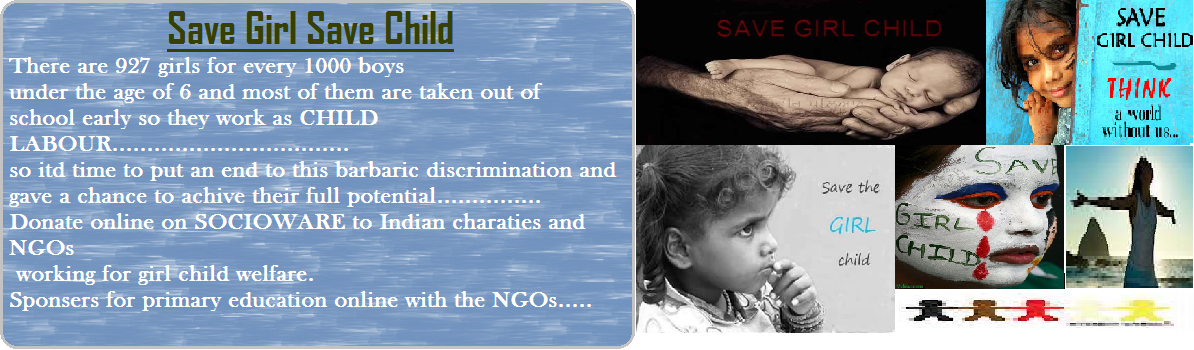 Save Girl Save Child
There are 927 girls for every 1000 boys
under the age of 6 and most of them are taken out of
school early so they work as CHILD
LABOUR.................................
so itd time to put an end to this barbaric discrimination and
gave a chance to achive their full potential...............
Donate online on SOCIOWARE to Indian charaties and
NGOs
working for girl child welfare.
Sponsers for primary education online with the NGOs.....
SAVE GIRL CHILD
SAVE
GIRL CHILD
THINK
a world
without us...
Save the
GIRL
child
SAVE
GIRL
CHILD